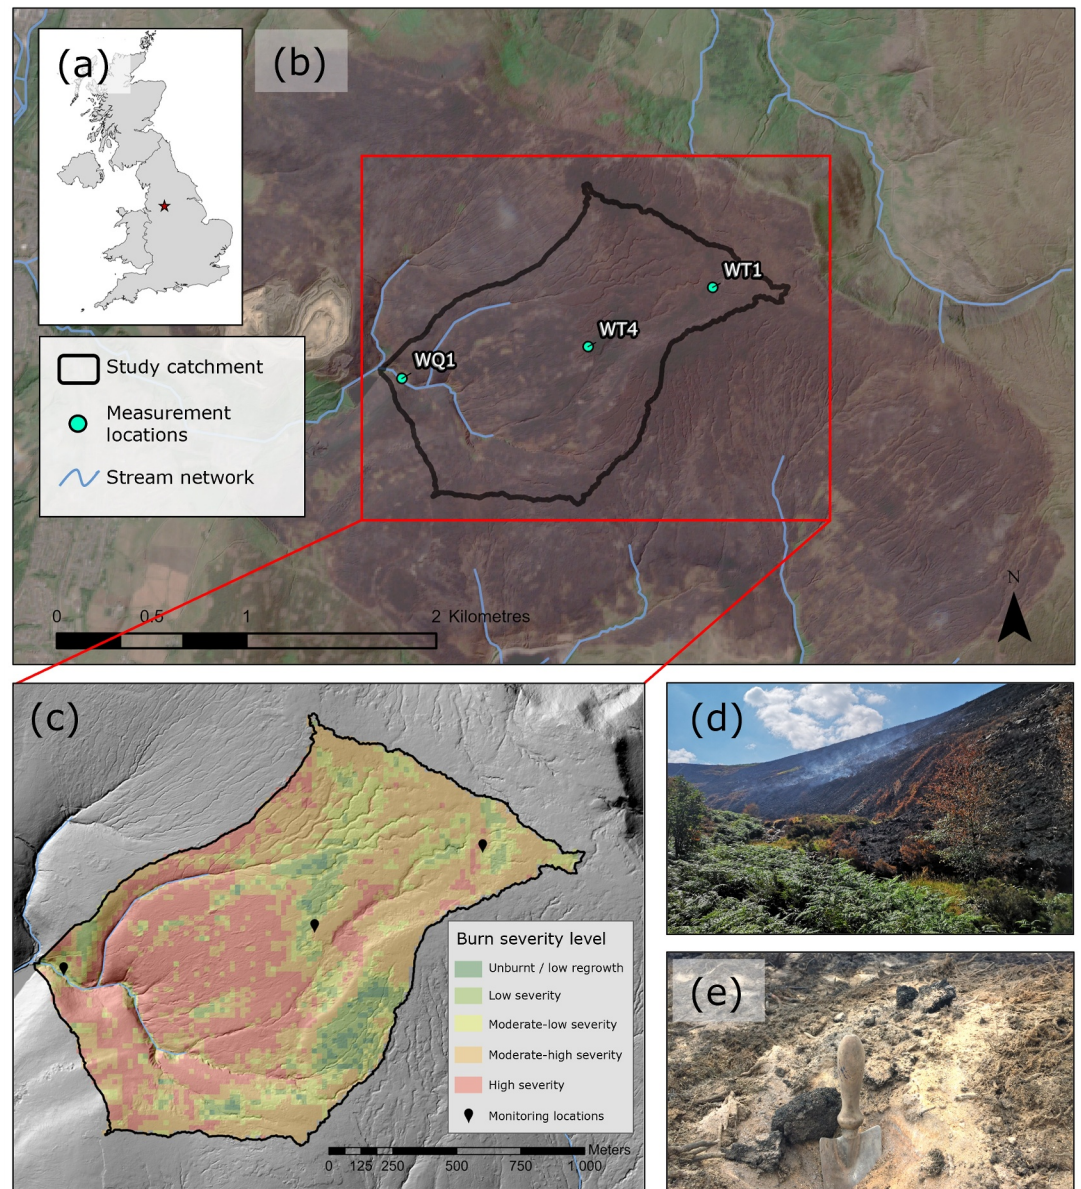 (a)
(b)
WT1
WT4
WQ1
Study catchment
Measurement
locations
Stream network
N
0 0.5 1 2 Kilometres
(c)
Burn severity level
Unburnt / low regrowth
Low severity
Moderate-low severity
Moderate-high severity
High severity
Monitoring locations
Meters
0 125 250 500 750 1 000
(d)
(e)